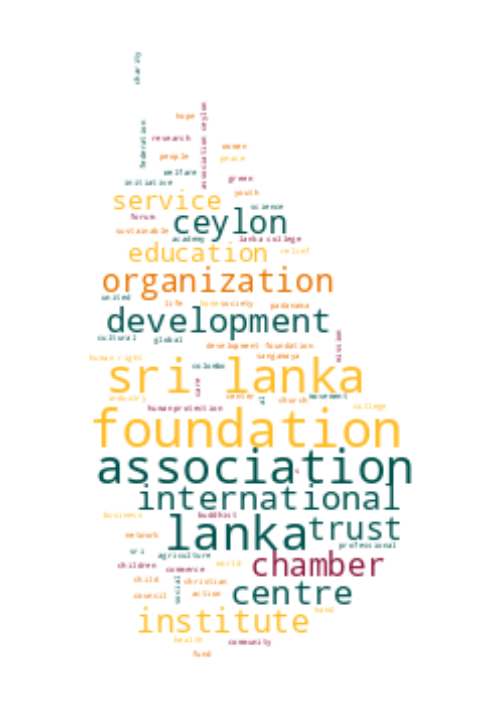 charity
association ceylon
hope
federation
research
women
people
peace
welfare
green
initiative
youth
service
science
forum
ceylon
sustainable
academy
lanka college
education
relief
organization
united
life
home society
padanama
development
cultural
global
mission
development foundation
sangamaya
human right
sri lanka
colombo
care
industry
center
church
movement
human protection
college
foundation
association
international
business
buddhist
lanka
trust
network
professional
sri
agriculture
chamber
children
commerce
world
child
social
christian
centre
council
action
hand
institute
health
community
fund